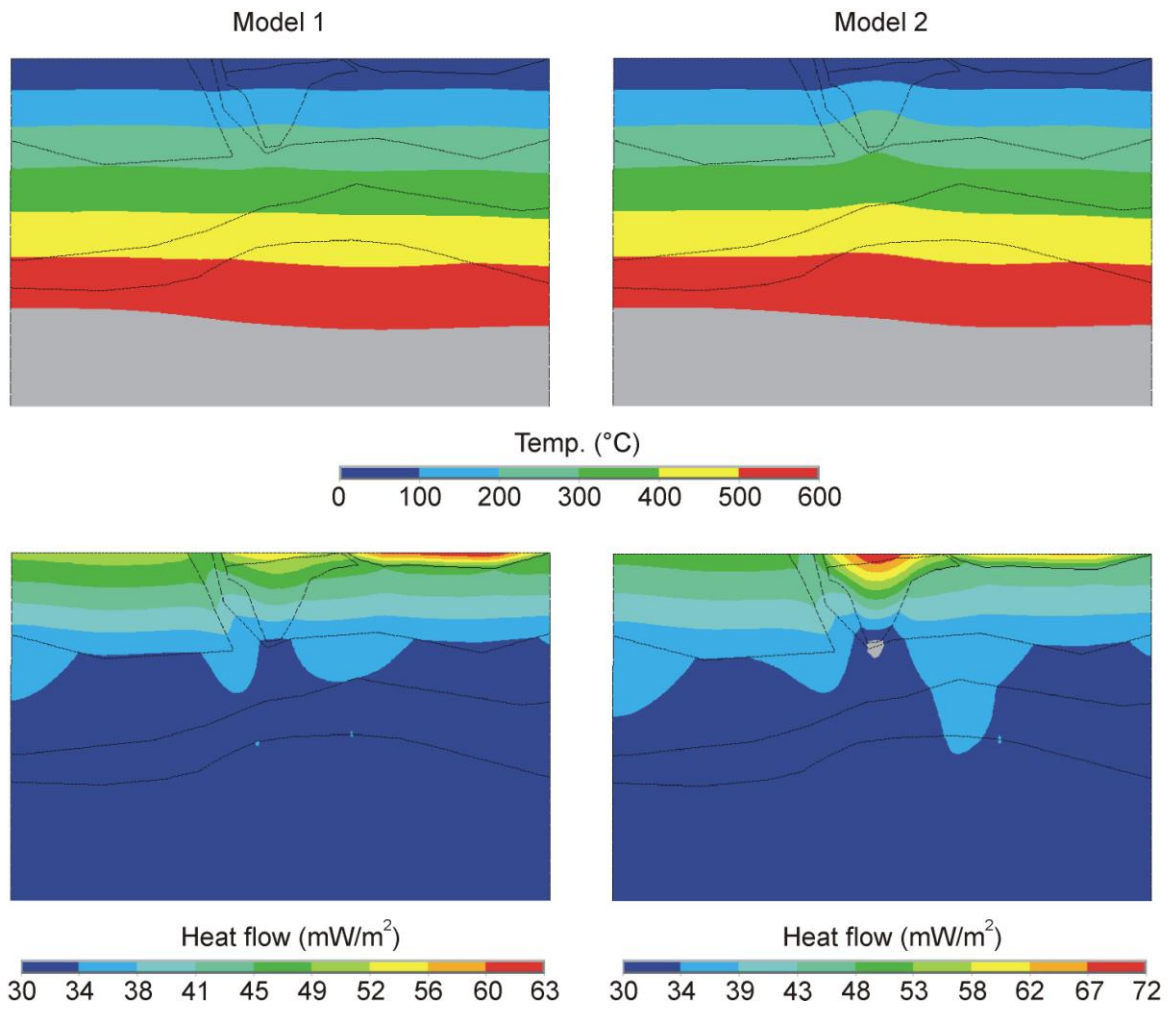 Model 1 Model 2
Temp. (°C)
0 100 200 300 400 500 600
Heat flow (mW/m²) Heat flow (mW/m²)
30 34 38 41 45 49 52 56 60 63 30 34 39 43 48 53 58 62 67 72